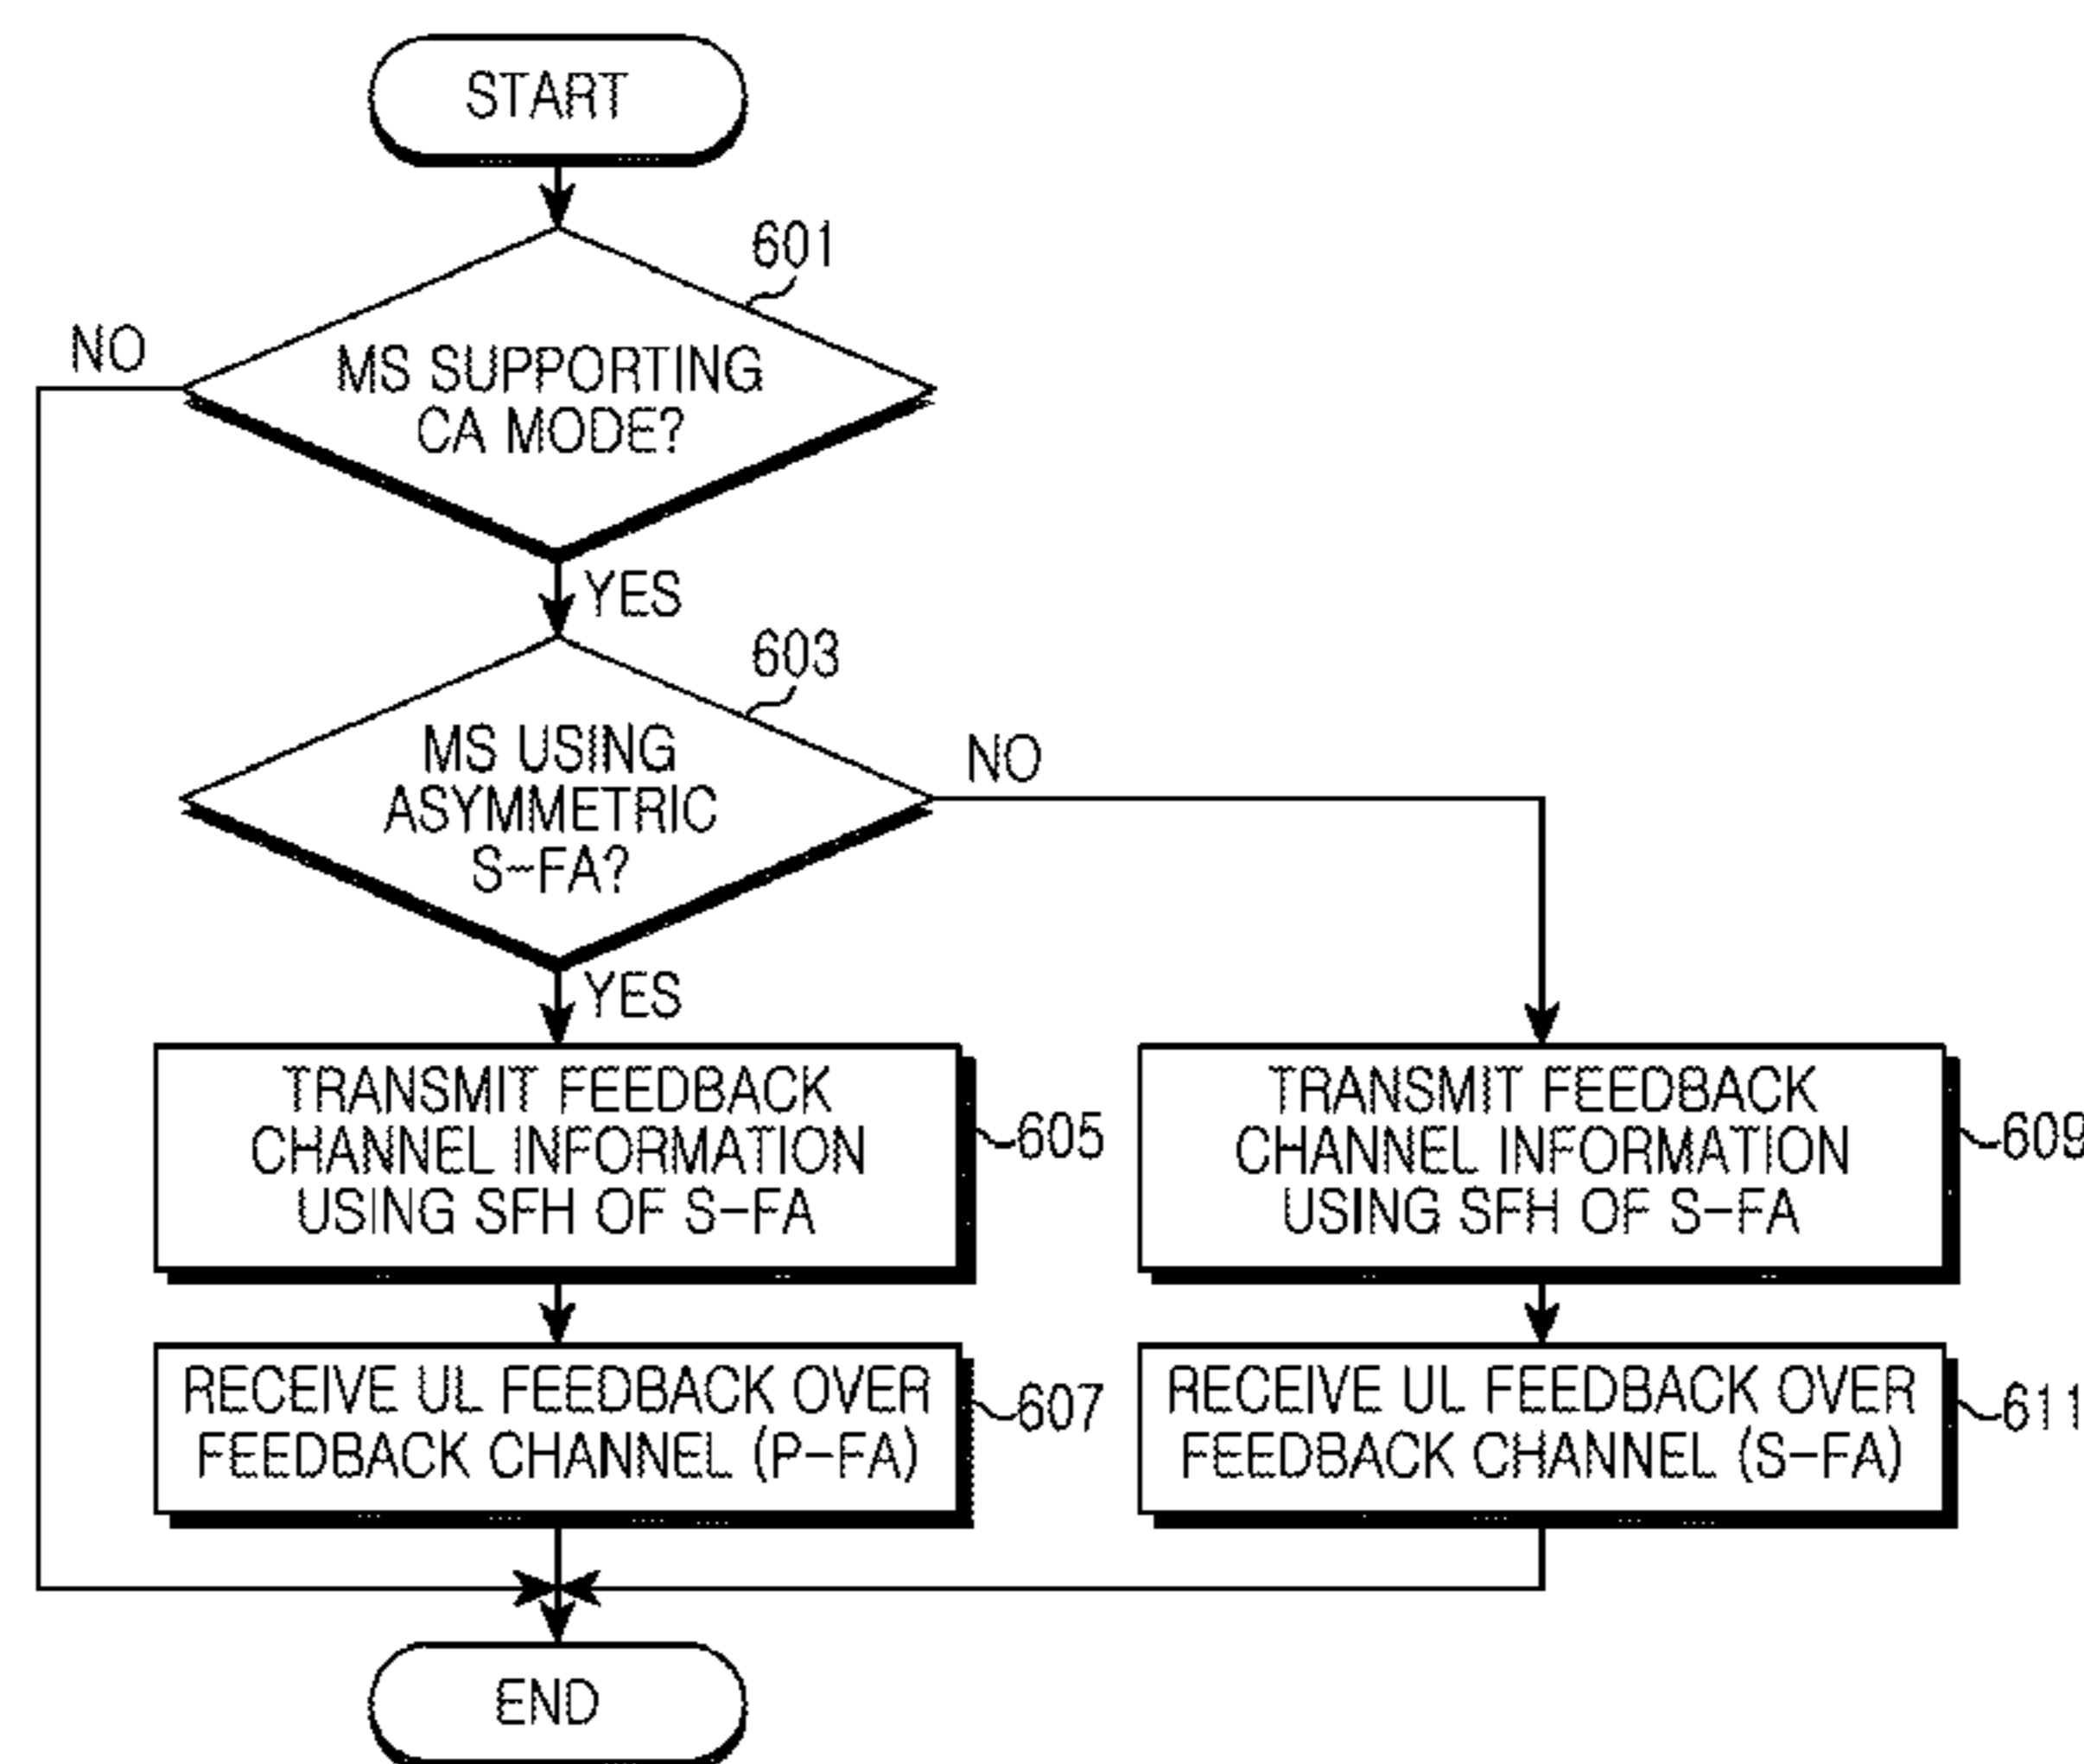 START
601
NO
MS SUPPORTING
CA MODE?
YES
603
MS USING
ASYMMETRIC
S-FA?
NO
YES
TRANSMIT FEEDBACK
CHANNEL INFORMATION
USING SFH OF S-FA
605
TRANSMIT FEEDBACK
CHANNEL INFORMATION
USING SFH OF S-FA
609
RECEIVE UL FEEDBACK OVER
FEEDBACK CHANNEL (P-FA)
607
RECEIVE UL FEEDBACK OVER
FEEDBACK CHANNEL (S-FA)
611
END